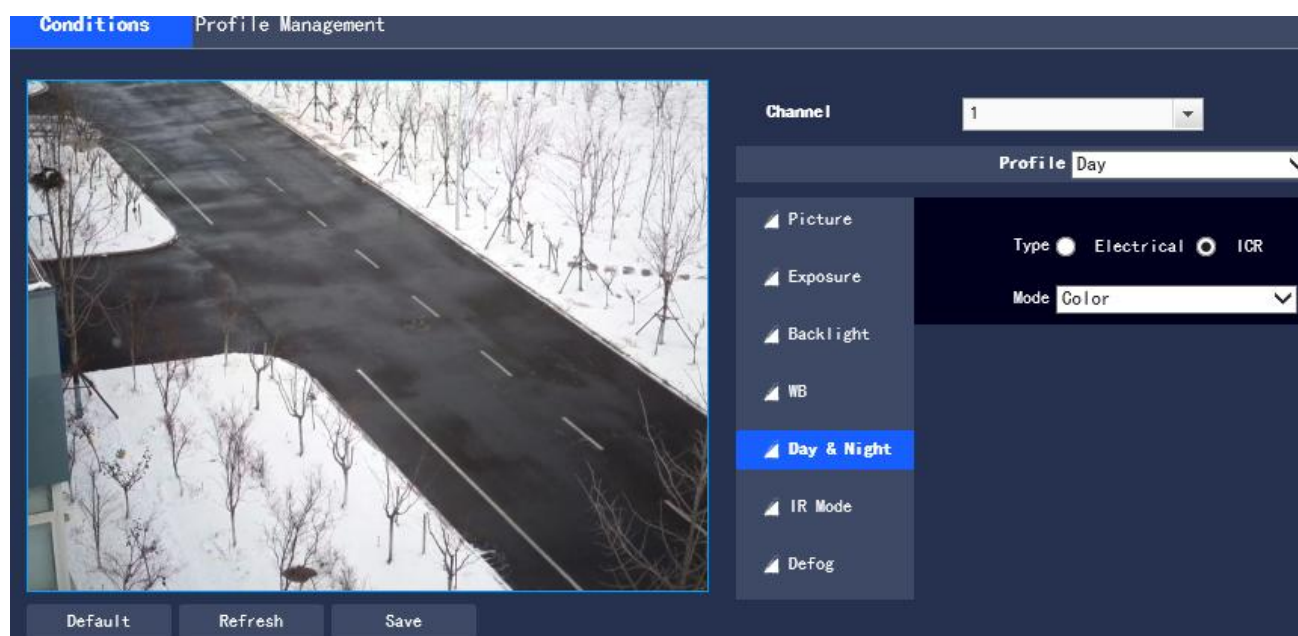 Conditions Profile Management
Channel 1
Profile Day
Picture
Type Electrical ICR
Exposure
Mode Color
Backlight
WB
Day & Night
IR Mode
Defog
Default Refresh Save